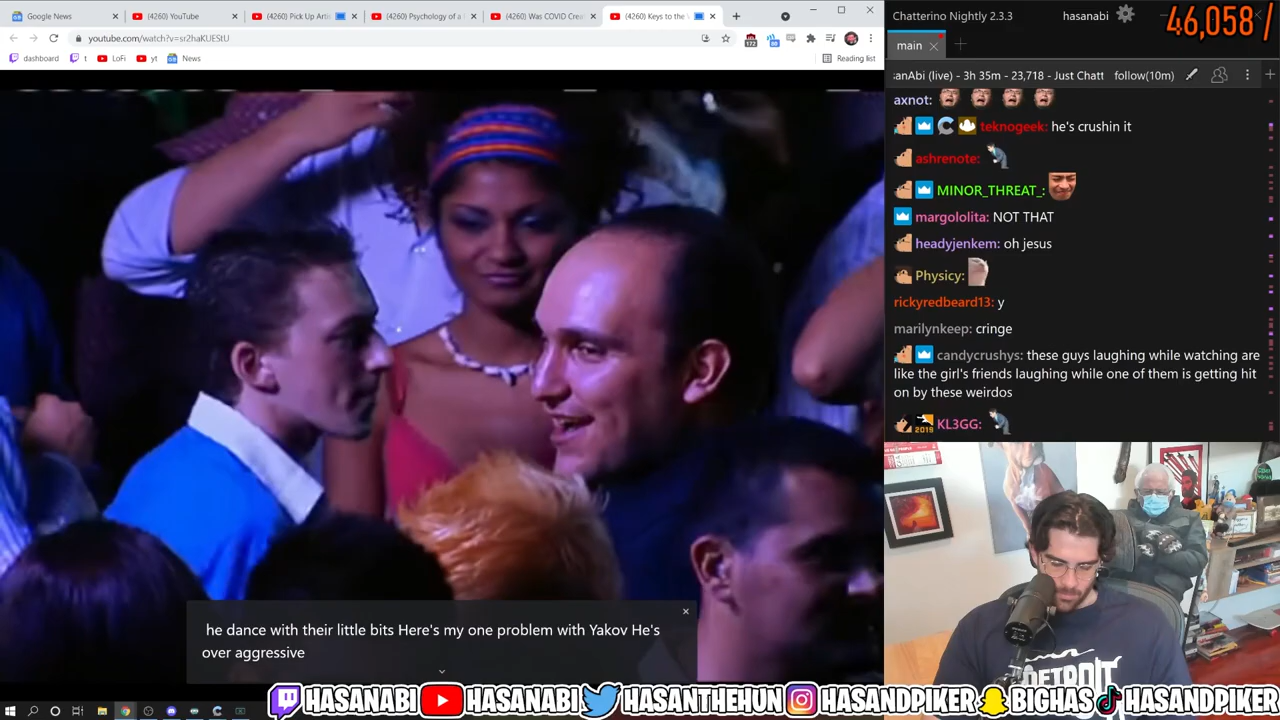 Google News
(4260) YouTube
(4260) Pick Up Artis
(4260) Psychology of a
(4260) Was COVID Crea
(4260) Keys to the V
youtube.com/watch?v=sr2haKUEStU
dashboard
t
LoFi
yt
News
Reading list
he dance with their little bits Here's my one problem with Yakov He's
over aggressive
Chatterino Nightly 2.3.3
hasanabi
46,058 /
main
anAbi (live) - 3h 35m - 23,718 - Just Chatt
follow(10m)
axnot:
teknogeek: he's crushin it
ashrenote:
MINOR_THREAT_:
margololita: NOT THAT
headyjenkem: oh jesus
Physicy:
rickyredbeard13: y
marilynkeep: cringe
candycrushys: these guys laughing while watching are
like the girl's friends laughing while one of them is getting hit
on by these weirdos
2019 KL3GG:
DETROIT
HASANABI HASANABI HASANTHEHUN HASANDPIKER BIGHAS HASANDPIKER